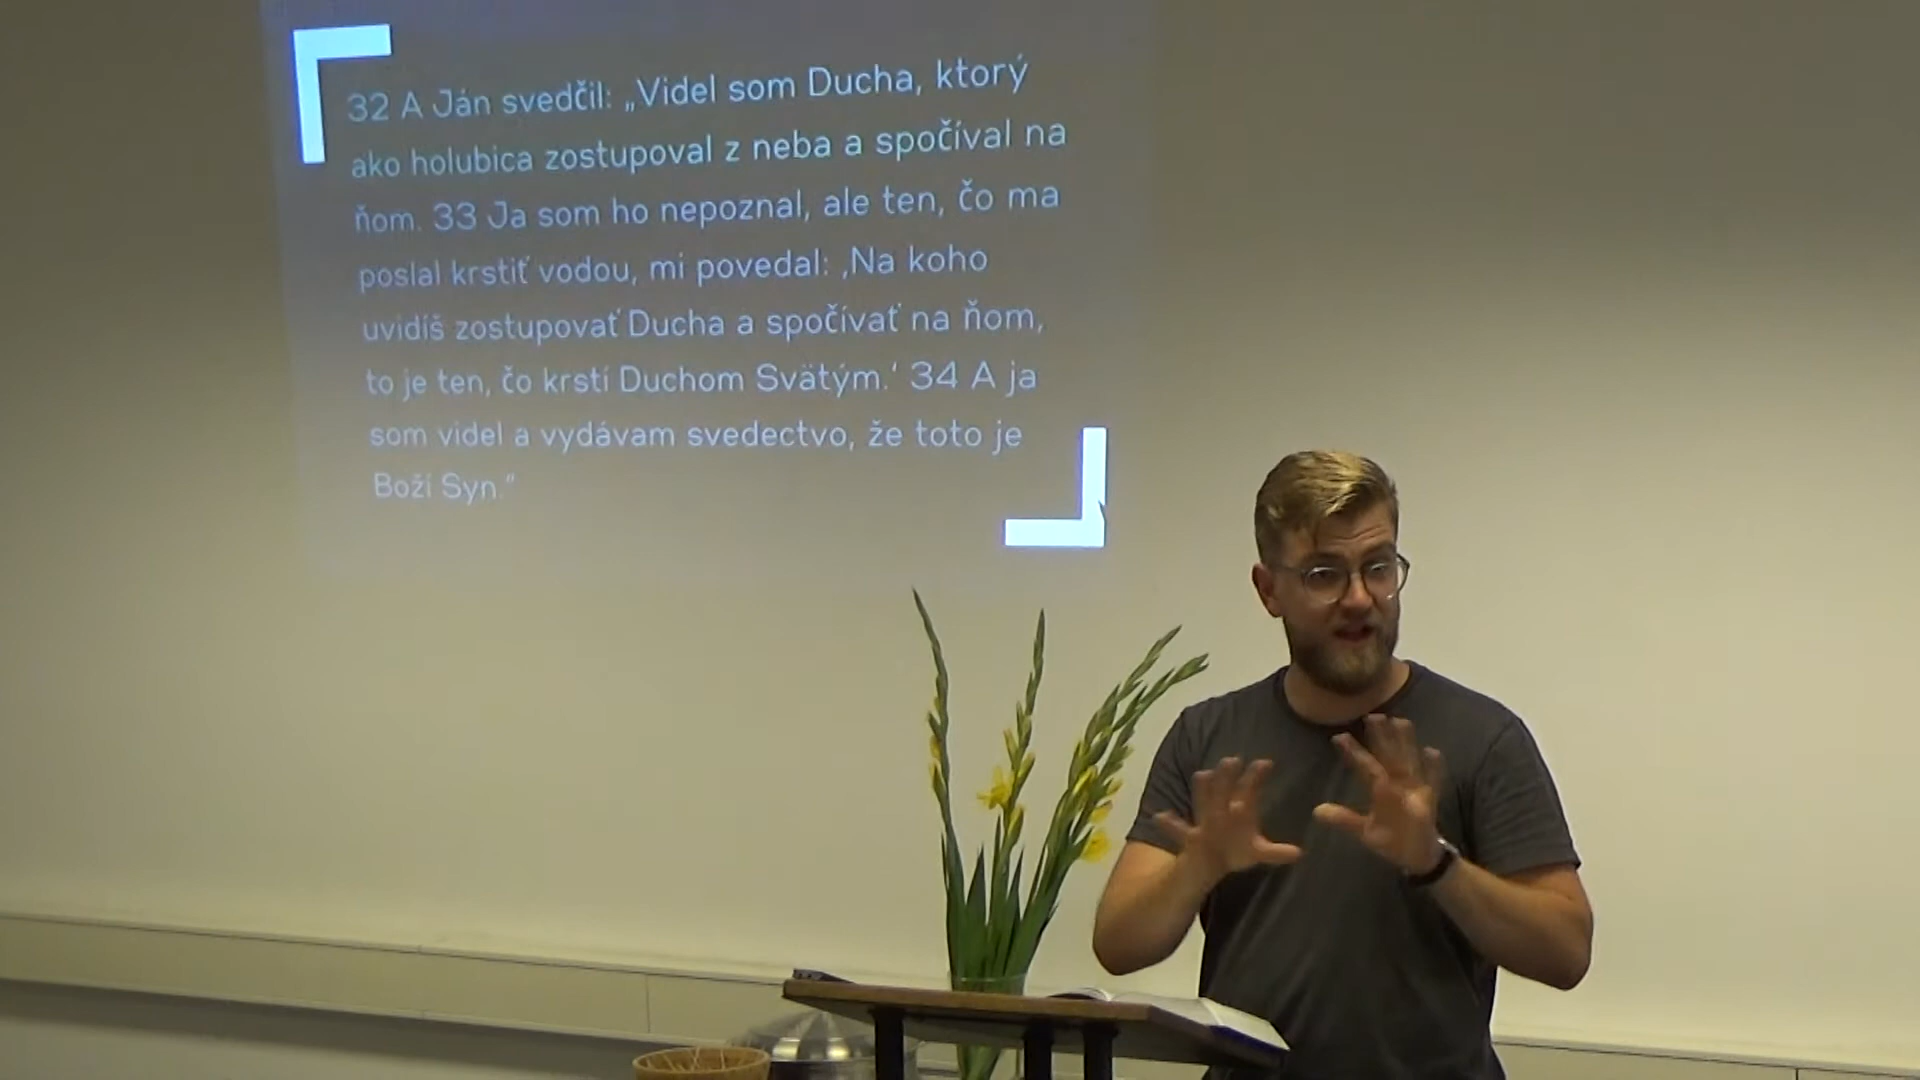 32 A Ján svedčil: „Videl som Ducha, ktorý
ako holubica zostupoval z neba a spočíval na
ňom. 33 Ja som ho nepoznal, ale ten, čo ma
poslal krstiť vodou, mi povedal: ‚Na koho
uvidíš zostupovať Ducha a spočívať na ňom,
to je ten, čo krstí Duchom Svätým.‘ 34 A ja
som videl a vydávam svedectvo, že toto je
Boží Syn.“